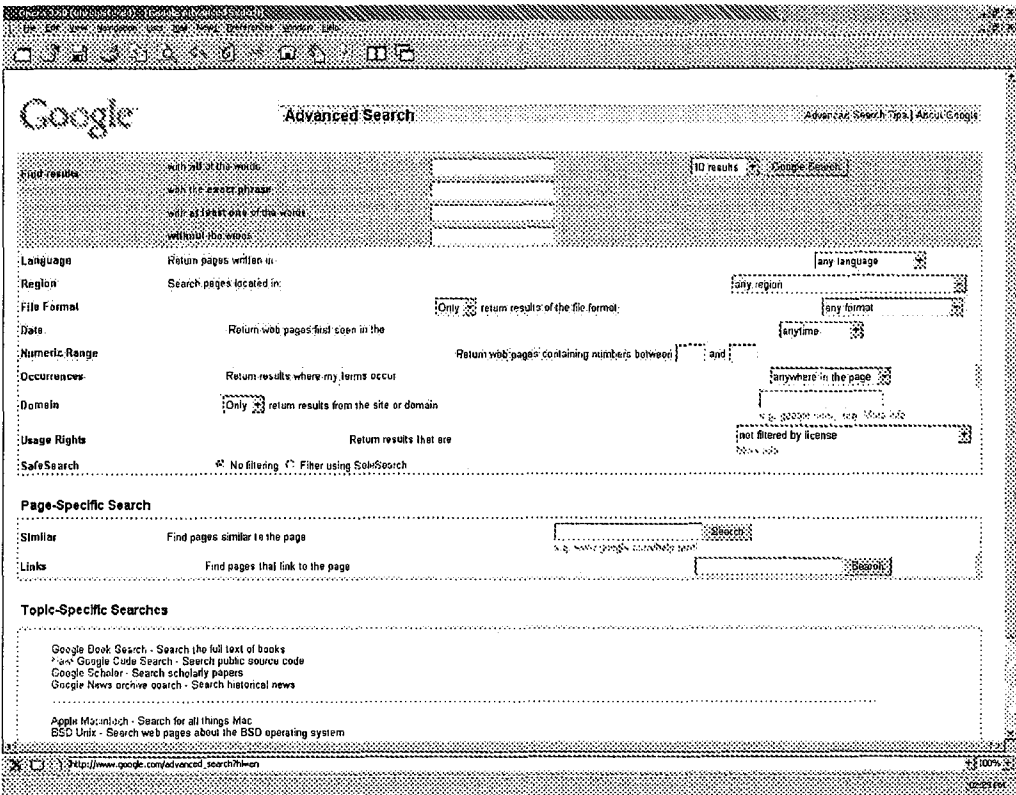 Google
Advanced Search
Advanced Search Tips | About Google
Find results
with all of the words
10 results Google Search
with the exact phrase
with at least one of the words
without the words
Language Return pages written in any language
Region Search pages located in: any region
File Format Only return results of the file format: any format
Date Return web pages first seen in the anytime
Numeric Range Return web pages containing numbers between and
Occurrences Return results where my terms occur anywhere in the page
Domain Only return results from the site or domain
More info
Usage Rights Return results that are not filtered by license
More info
SafeSearch No filtering Filter using SafeSearch
Page-Specific Search
Similar Find pages similar to the page Search
Links Find pages that link to the page Search
Topic-Specific Searches
Google Book Search - Search the full text of books
Google Code Search - Search public source code
Google Scholar - Search scholarly papers
Google News archive search - Search historical news
Apple Macintosh - Search for all things Mac
BSD Unix - Search web pages about the BSD operating system
http://www.google.com/advanced_search?hl=en 100%